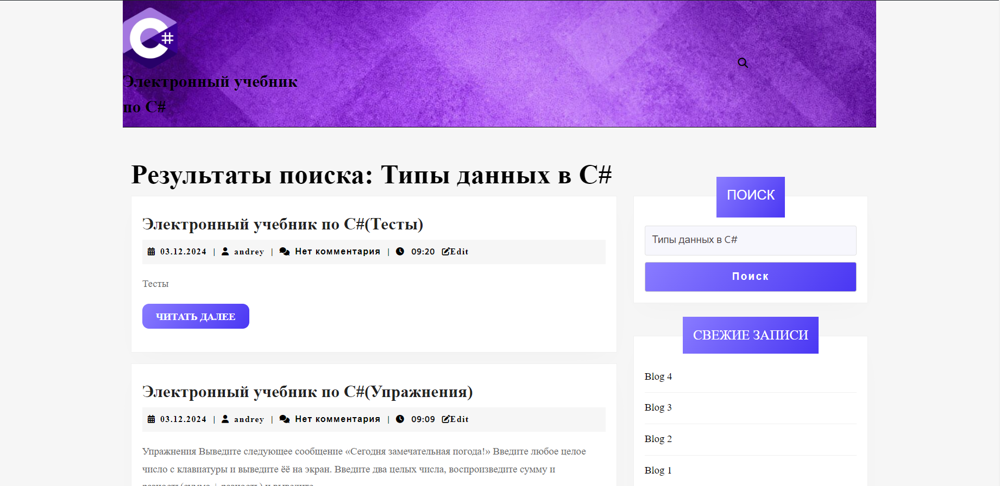 C#
Электронный учебник
по C#
Результаты поиска: Типы данных в C#
Электронный учебник по C#(Тесты)
03.12.2024 | andrey | Нет комментария | 09:20 Edit
Тесты
ЧИТАТЬ ДАЛЕЕ
Электронный учебник по C#(Упражнения)
03.12.2024 | andrey | Нет комментария | 09:09 Edit
Упражнения Выведите следующее сообщение «Сегодня замечательная погода!» Введите любое целое
число с клавиатуры и выведите ёё на экран. Введите два целых числа, воспроизведите сумму и
ПОИСК
Типы данных в C#
Поиск
СВЕЖИЕ ЗАПИСИ
Blog 4
Blog 3
Blog 2
Blog 1